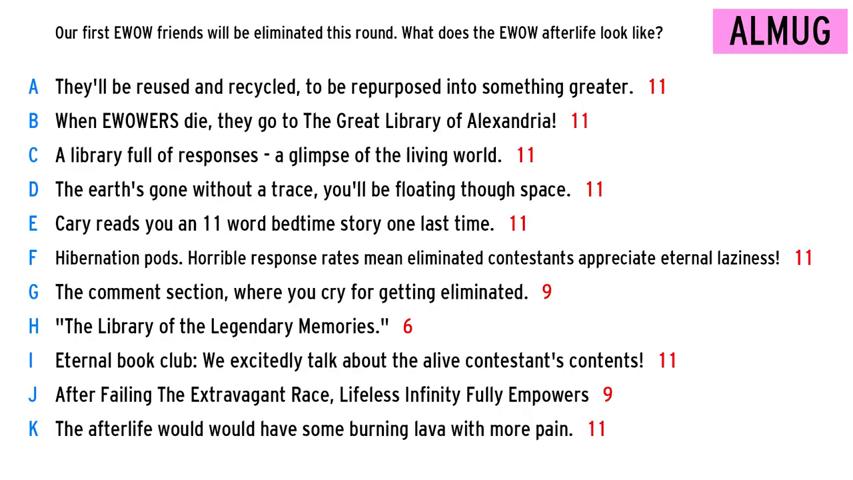 Our first EWOW friends will be eliminated this round. What does the EWOW afterlife look like?
ALMUG
A They'll be reused and recycled, to be repurposed into something greater. 11
B When EWOWERS die, they go to The Great Library of Alexandria! 11
C A library full of responses - a glimpse of the living world. 11
D The earth's gone without a trace, you'll be floating though space. 11
E Cary reads you an 11 word bedtime story one last time. 11
F Hibernation pods. Horrible response rates mean eliminated contestants appreciate eternal laziness! 11
G The comment section, where you cry for getting eliminated. 9
H "The Library of the Legendary Memories." 6
I Eternal book club: We excitedly talk about the alive contestant's contents! 11
J After Failing The Extravagant Race, Lifeless Infinity Fully Empowers 9
K The afterlife would would have some burning lava with more pain. 11